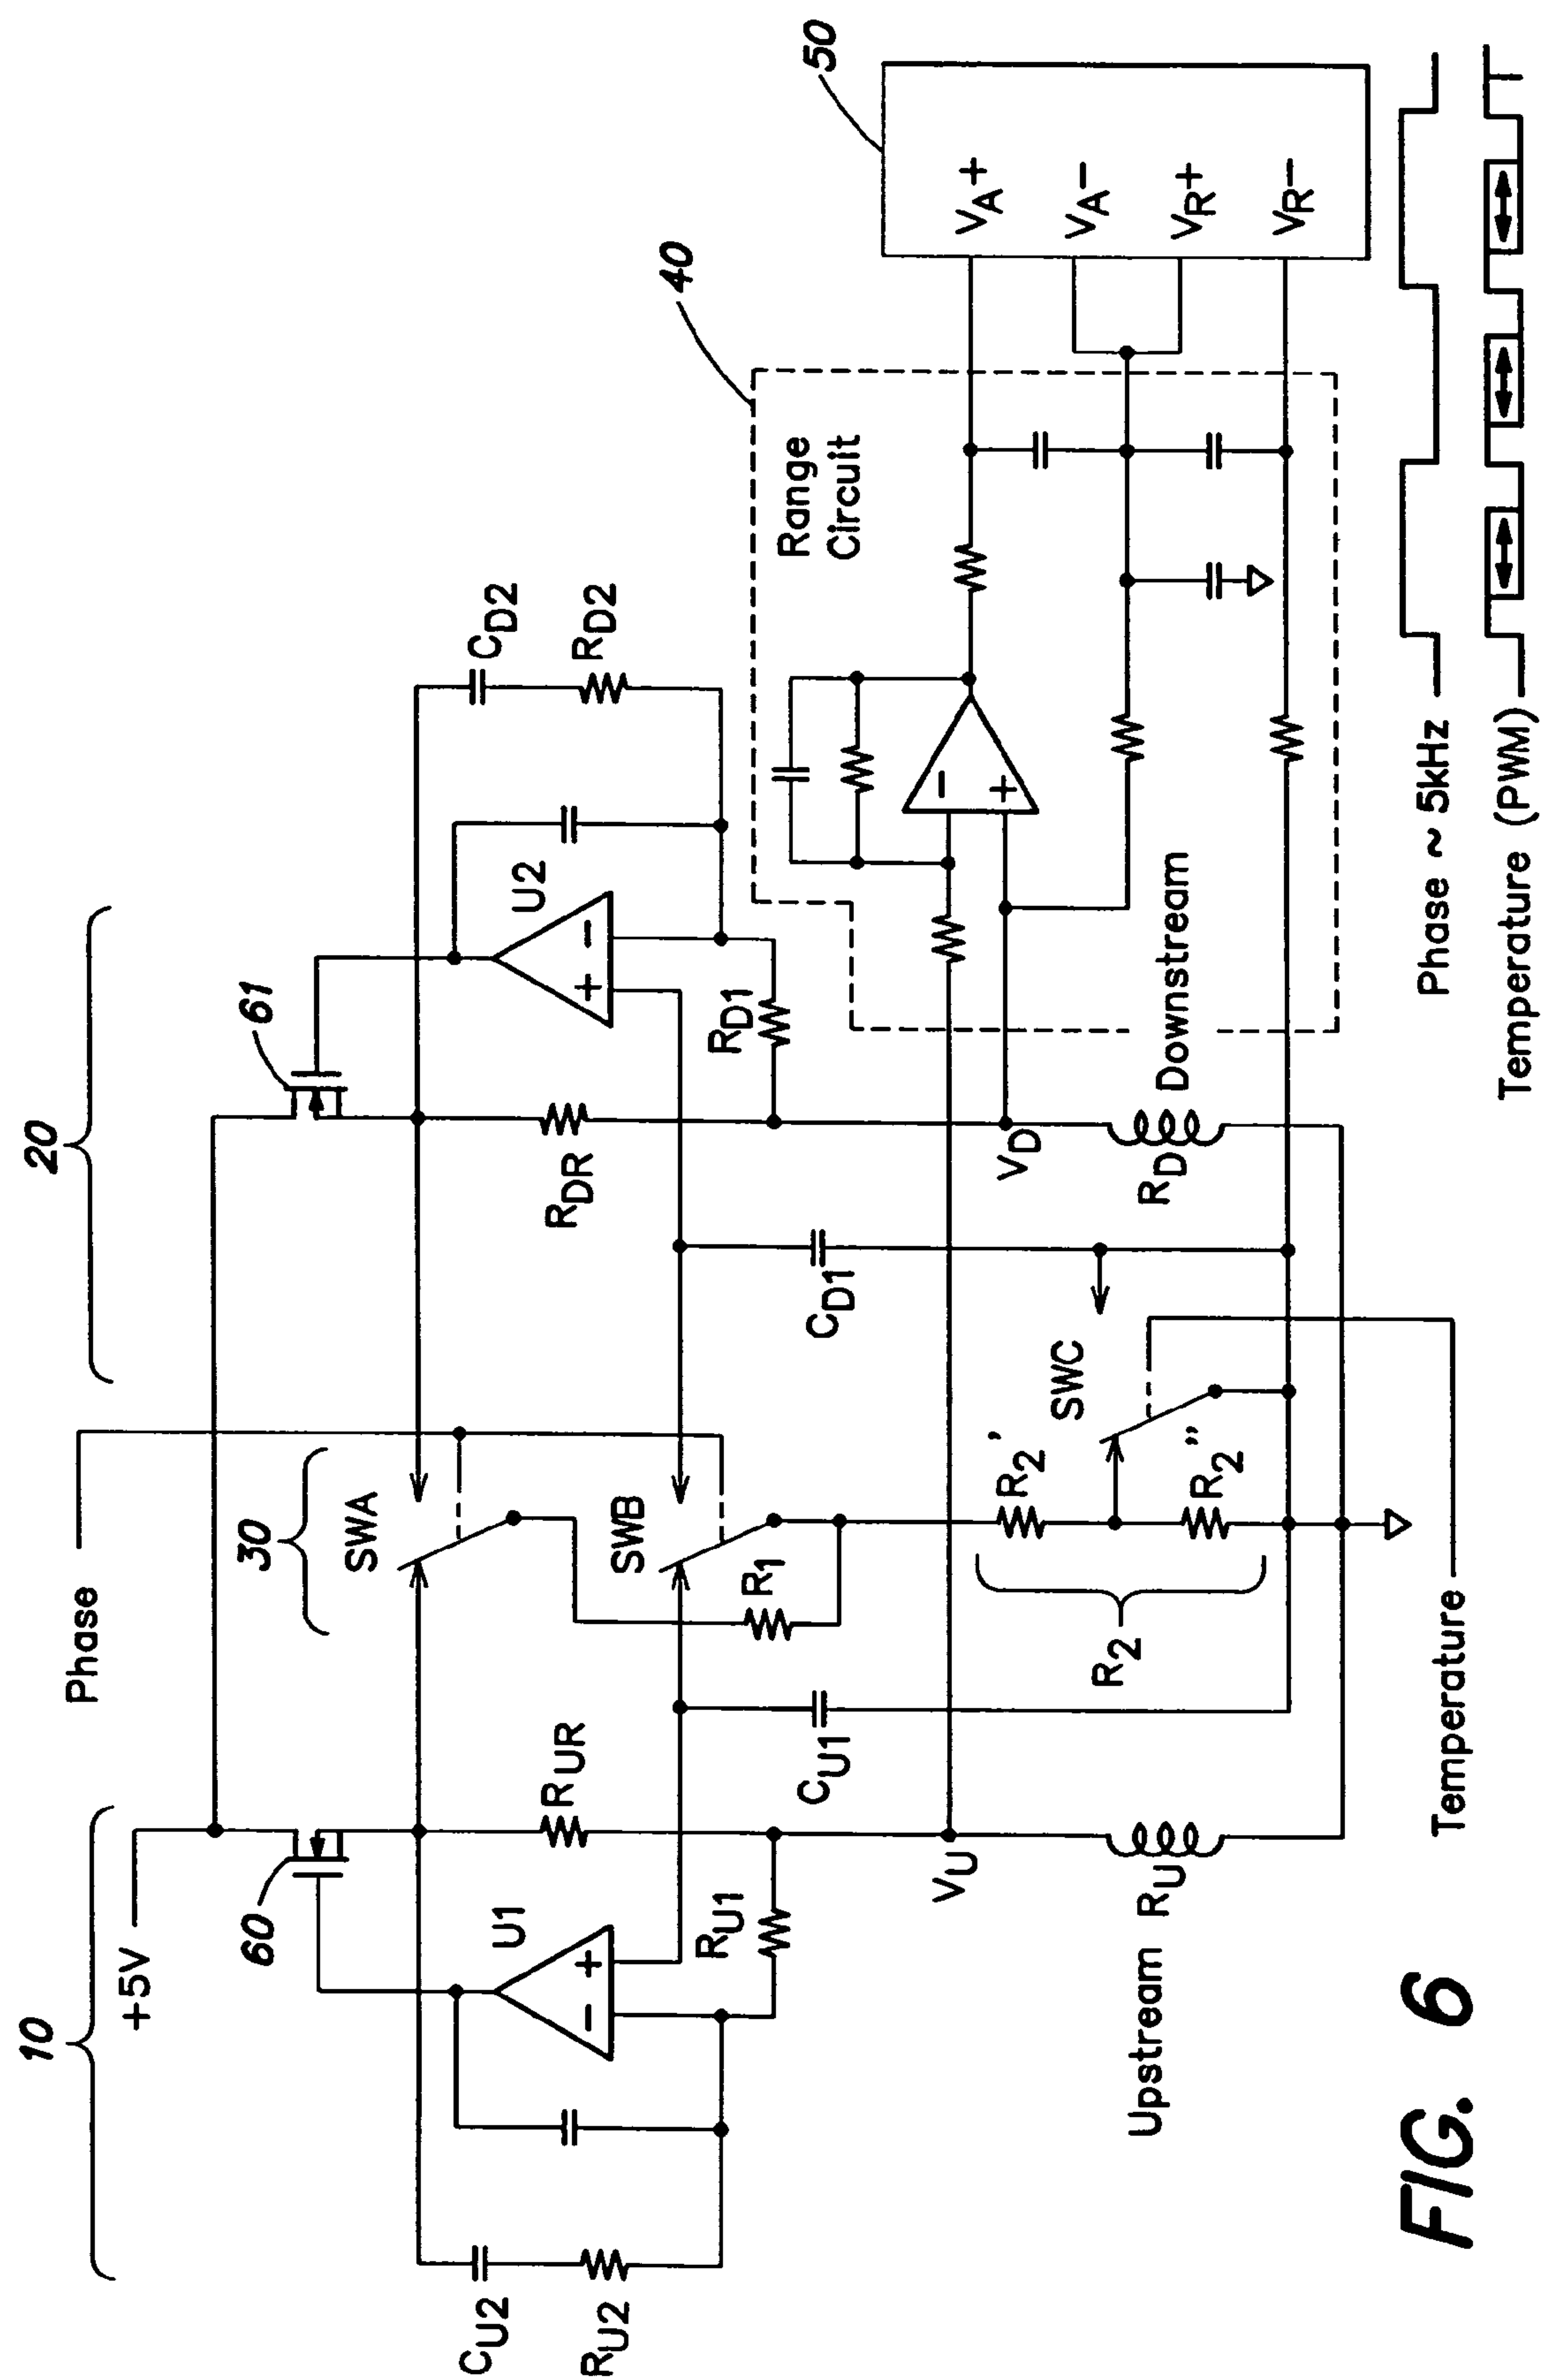 10
20
+5V
Phase
60
61
30
SWA
U1
U2
CU2
RU2
RUR
RDR
CD2
RD2
SWB
R1
RU1
RD1
CU1
CD1
40
Range
Circuit
50
VA+
VA−
VR+
VR−
VU
VD
SWC
R2'
R2"
R2
Upstream RU
RD Downstream
Temperature
Phase ~ 5kHz
Temperature (PWM)
FIG. 6